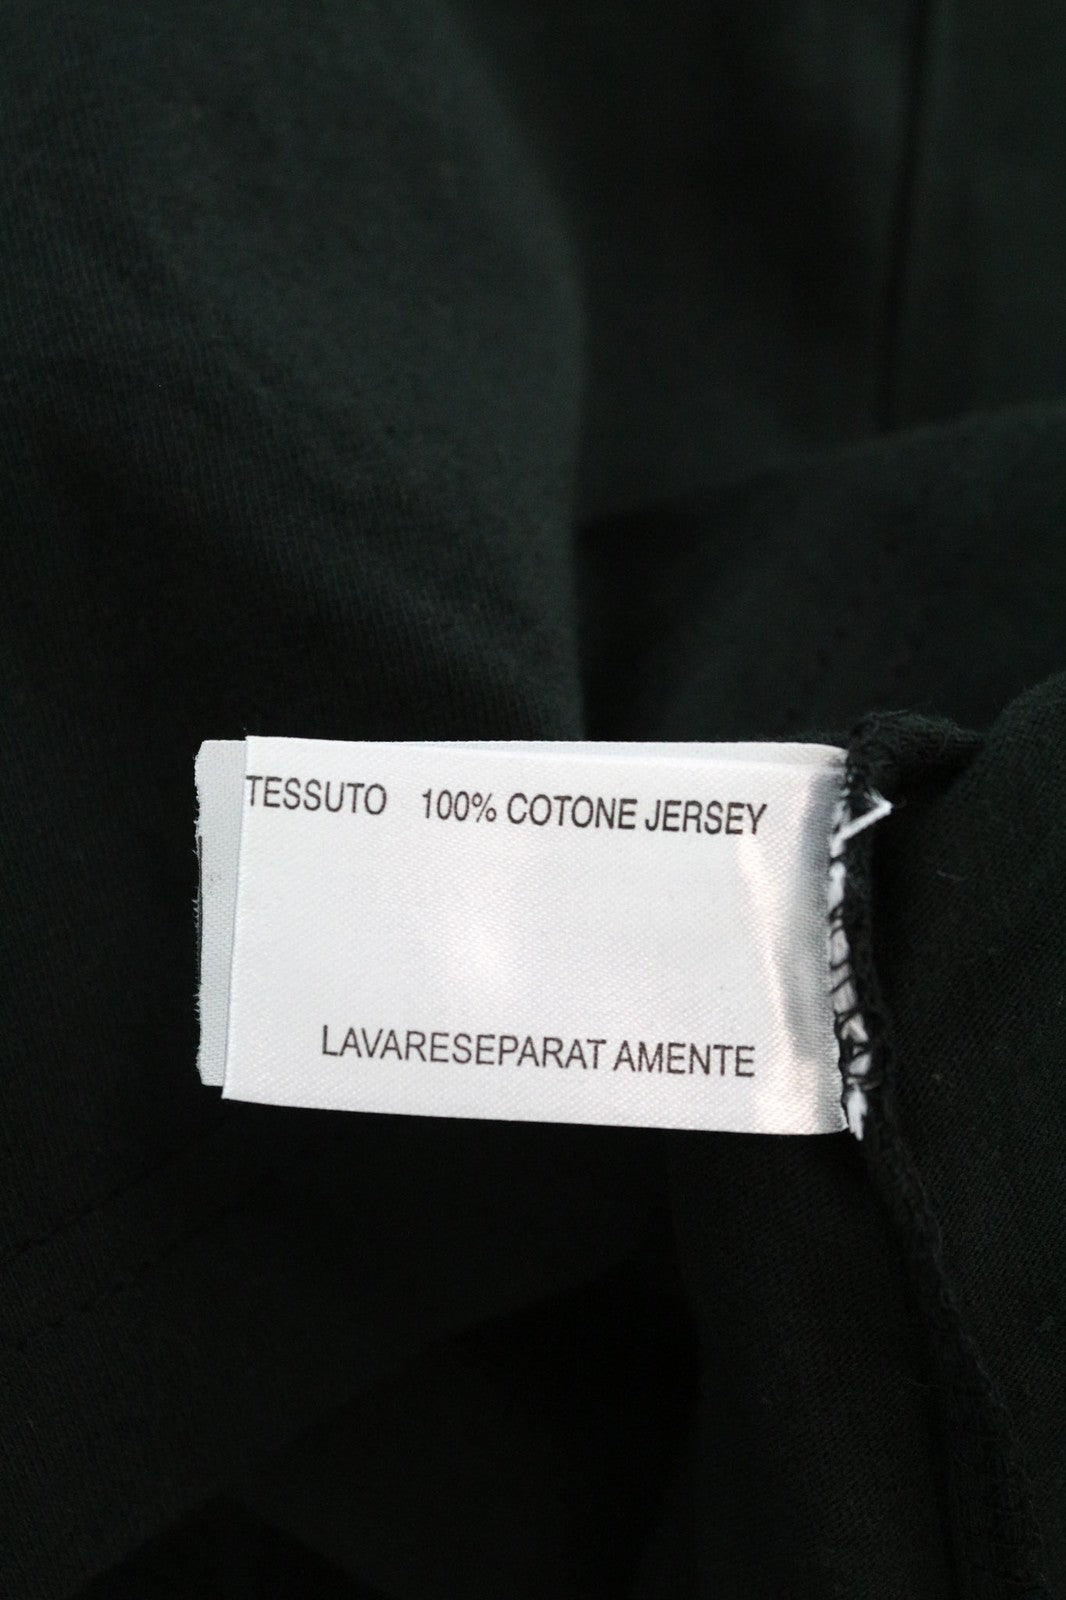 TESSUTO 100% COTONE JERSEY
LAVARESEPARAT AMENTE